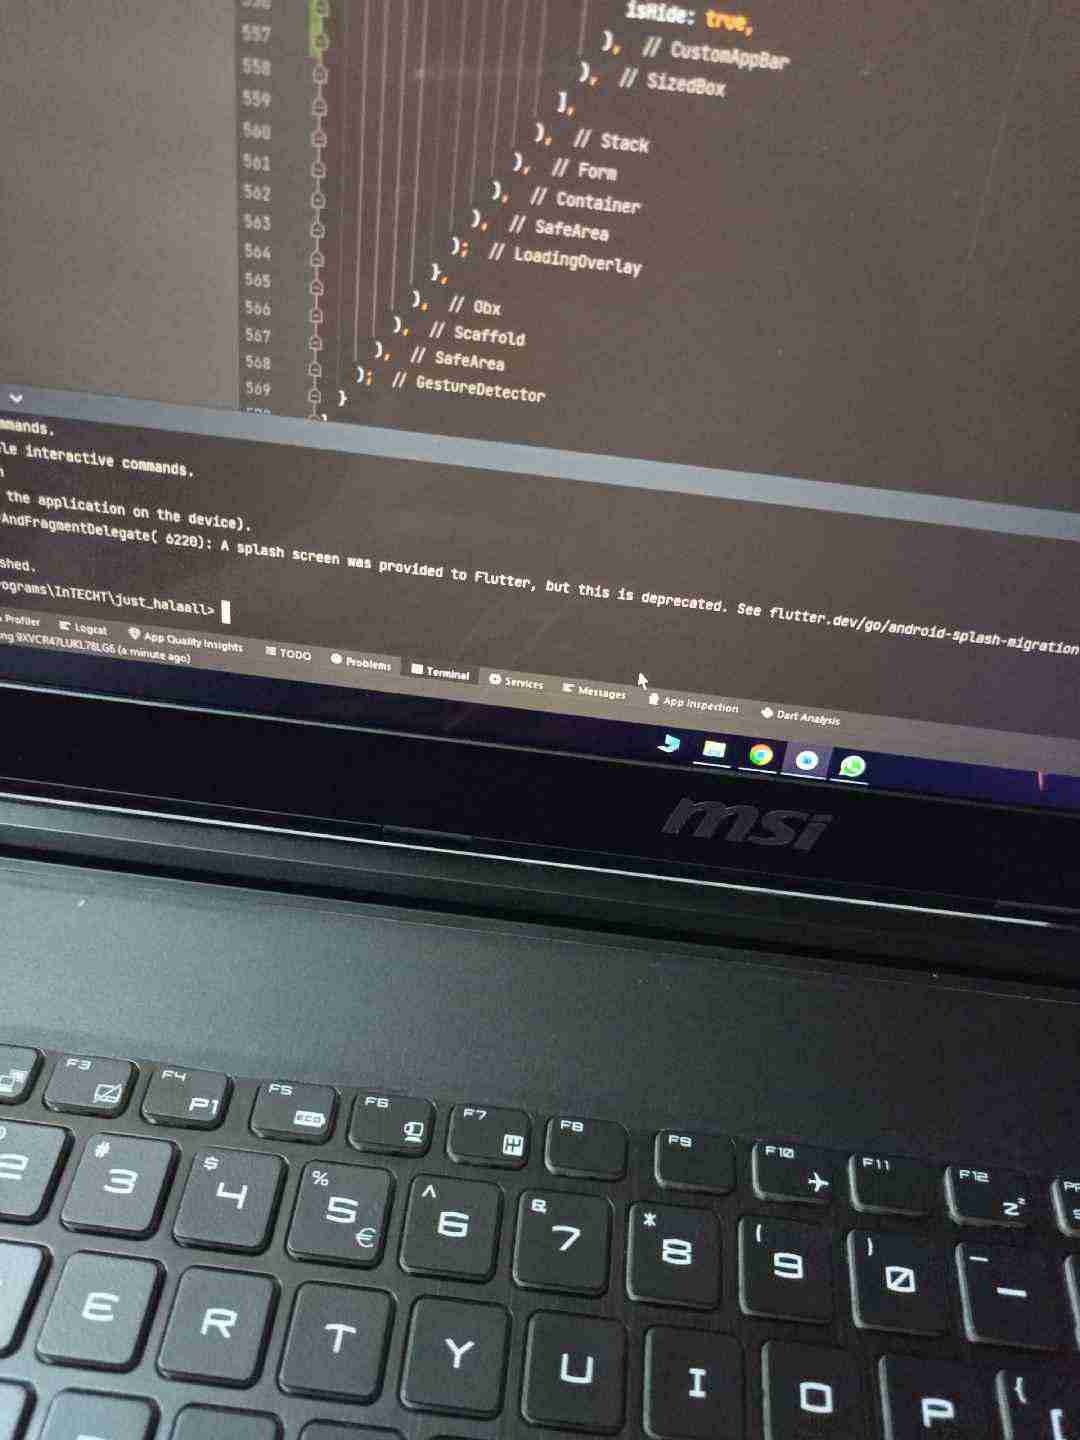 isHide: true,
557 ), // CustomAppBar
558 ), // SizedBox
559 ],
560 ), // Stack
561 ), // Form
562 ), // Container
563 ), // SafeArea
564 ); // LoadingOverlay
565 },
566 ), // Obx
567 ), // Scaffold
568 ), // SafeArea
569 ); // GestureDetector
}
mmands.
le interactive commands.
the application on the device).
AndFragmentDelegate( 6220): A splash screen was provided to Flutter, but this is deprecated. See flutter.dev/go/android-splash-migration
shed.
ograms\InTECHT\just_halaall>
Profiler Logcat App Quality Insights TODO Problems Terminal Services Messages App Inspection Dart Analysis
ng 9XVCR47LUKL78LG6 (a minute ago)
msi
F3 F4 P1 F5 ECO F6 F7 F8 F9 F10 F11 F12 Zz
2 # 3 $ 4 % 5 € ^ 6 & 7 * 8 ( 9 ) 0 _ -
E R T Y U I O P { [